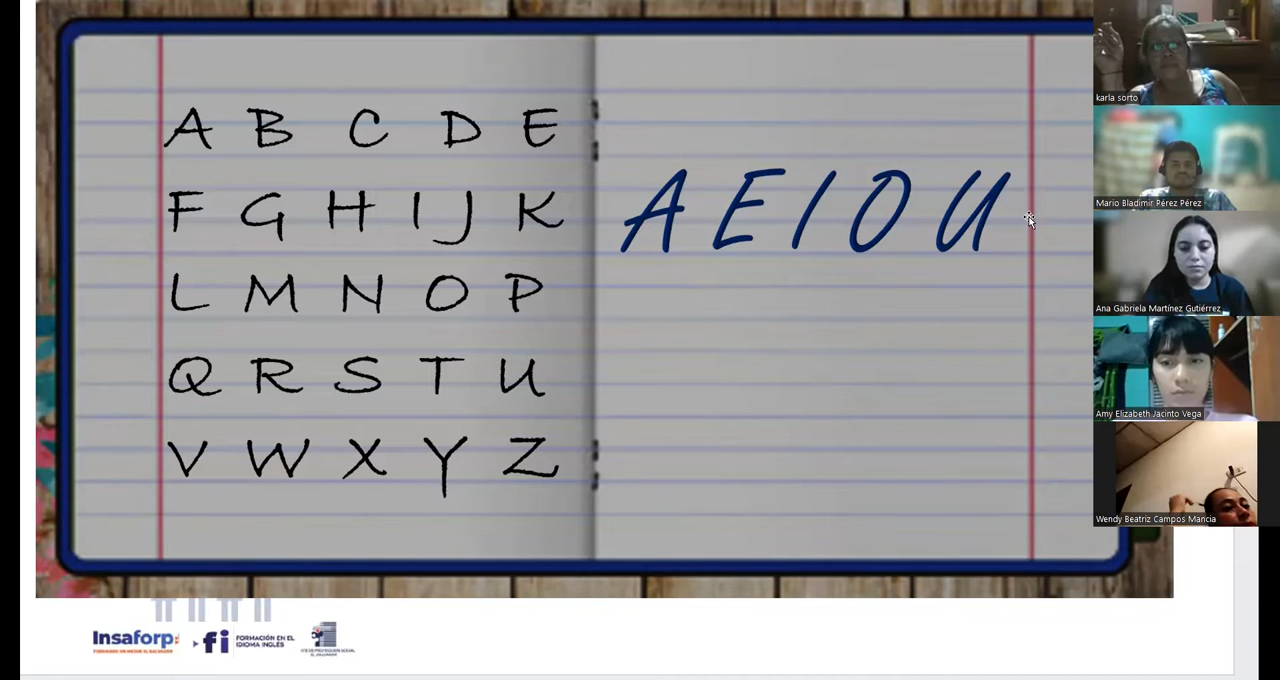 A B C D E
F G H I J K
L M N O P
Q R S T U
V W X Y Z
A E I O U
karla sorto
Mario Bladimir Pérez Pérez
Ana Gabriela Martínez Gutiérrez
Amy Elizabeth Jacinto Vega
Wendy Beatriz Campos Mancia
Insaforp
fi
FORMACIÓN EN EL
IDIOMA INGLÉS